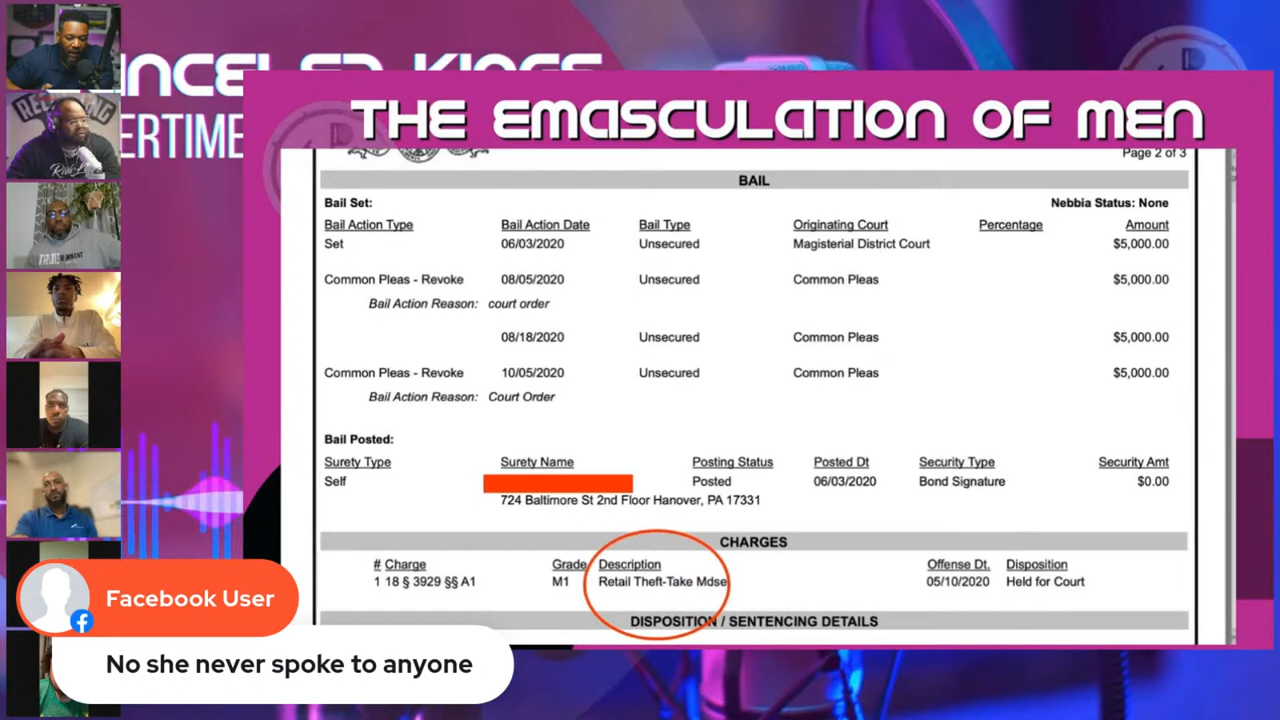 THE EMASCULATION OF MEN
ERTIME
Page 2 of 3
BAIL
Bail Set: Nebbia Status: None
Bail Action Type Bail Action Date Bail Type Originating Court Percentage Amount
Set 06/03/2020 Unsecured Magisterial District Court $5,000.00
Common Pleas - Revoke 08/05/2020 Unsecured Common Pleas $5,000.00
Bail Action Reason: court order
08/18/2020 Unsecured Common Pleas $5,000.00
Common Pleas - Revoke 10/05/2020 Unsecured Common Pleas $5,000.00
Bail Action Reason: Court Order
Bail Posted:
Surety Type Surety Name Posting Status Posted Dt Security Type Security Amt
Self Posted 06/03/2020 Bond Signature $0.00
724 Baltimore St 2nd Floor Hanover, PA 17331
CHARGES
# Charge Grade Description Offense Dt. Disposition
1 18 § 3929 §§ A1 M1 Retail Theft-Take Mdse 05/10/2020 Held for Court
DISPOSITION / SENTENCING DETAILS
Facebook User
No she never spoke to anyone